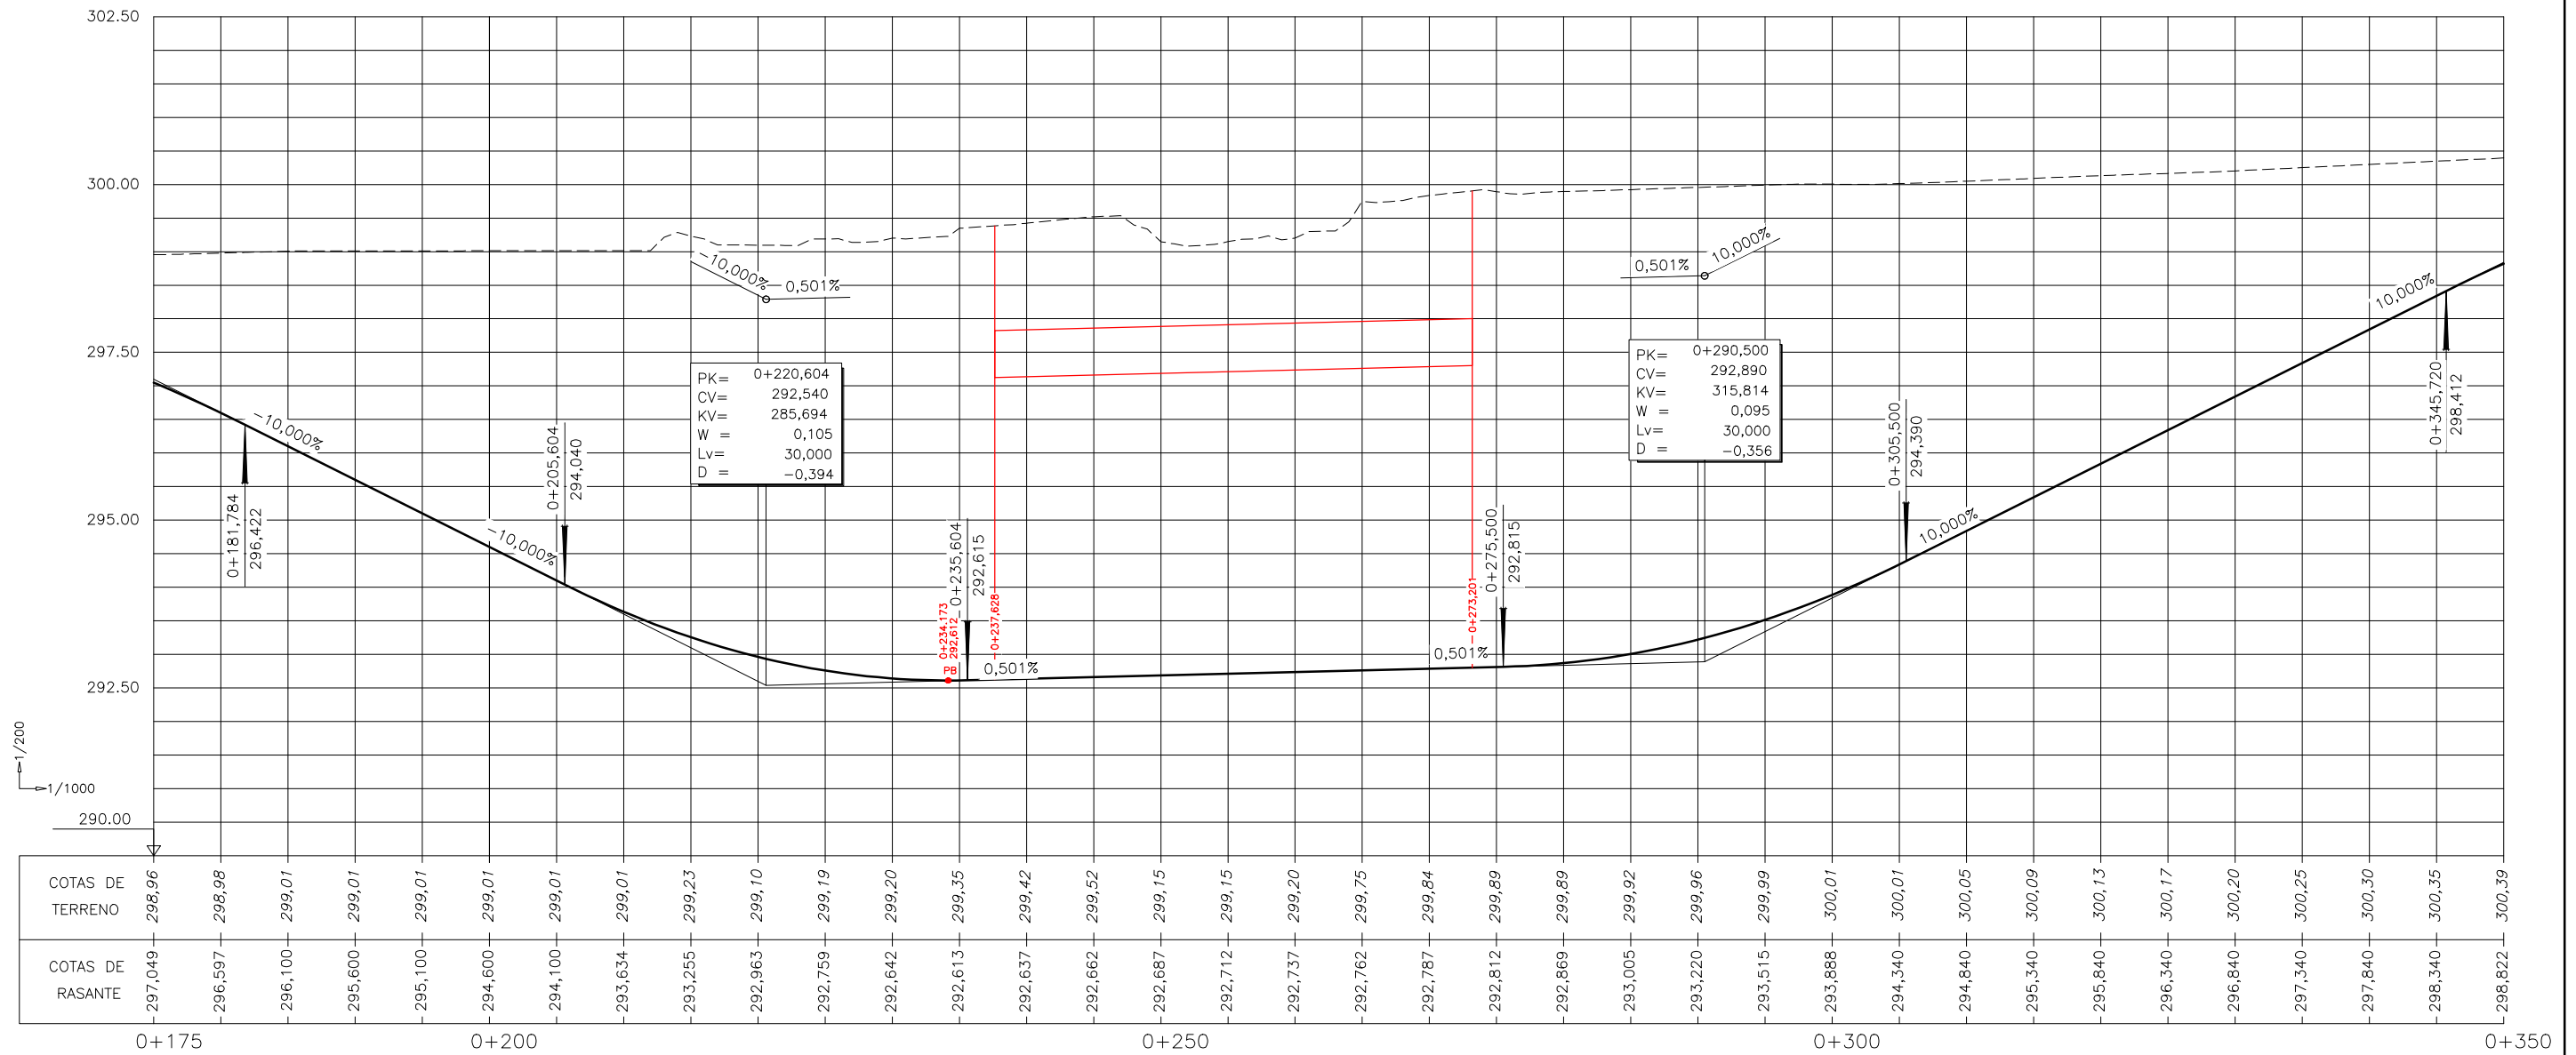 302.50
300.00
297.50
295.00
292.50
290.00
1/200
1/1000
-10,000%
0,501%
0,501%
10,000%
10,000%
-10,000%
-10,000%
0,501%
0,501%
10,000%
0+181,784
296,422
0+205,604
294,040
PK= 0+220,604
CV= 292,540
KV= 285,694
W = 0,105
Lv= 30,000
D = -0,394
0+234.173
292,612
PB
0+235,604
292,615
0+237,628
0+273,201
0+275,500
292,815
PK= 0+290,500
CV= 292,890
KV= 315,814
W = 0,095
Lv= 30,000
D = -0,356
0+305,500
294,390
0+345,720
298,412
COTAS DE
TERRENO
298,96 298,98 299,01 299,01 299,01 299,01 299,01 299,01 299,23 299,10 299,19 299,20 299,35 299,42 299,52 299,15 299,15 299,20 299,75 299,84 299,89 299,89 299,92 299,96 299,99 300,01 300,01 300,05 300,09 300,13 300,17 300,20 300,25 300,30 300,35 300,39
COTAS DE
RASANTE
297,049 296,597 296,100 295,600 295,100 294,600 294,100 293,634 293,255 292,963 292,759 292,642 292,613 292,637 292,662 292,687 292,712 292,737 292,762 292,787 292,812 292,869 293,005 293,220 293,515 293,888 294,340 294,840 295,340 295,840 296,340 296,840 297,340 297,840 298,340 298,822
0+175 0+200 0+250 0+300 0+350